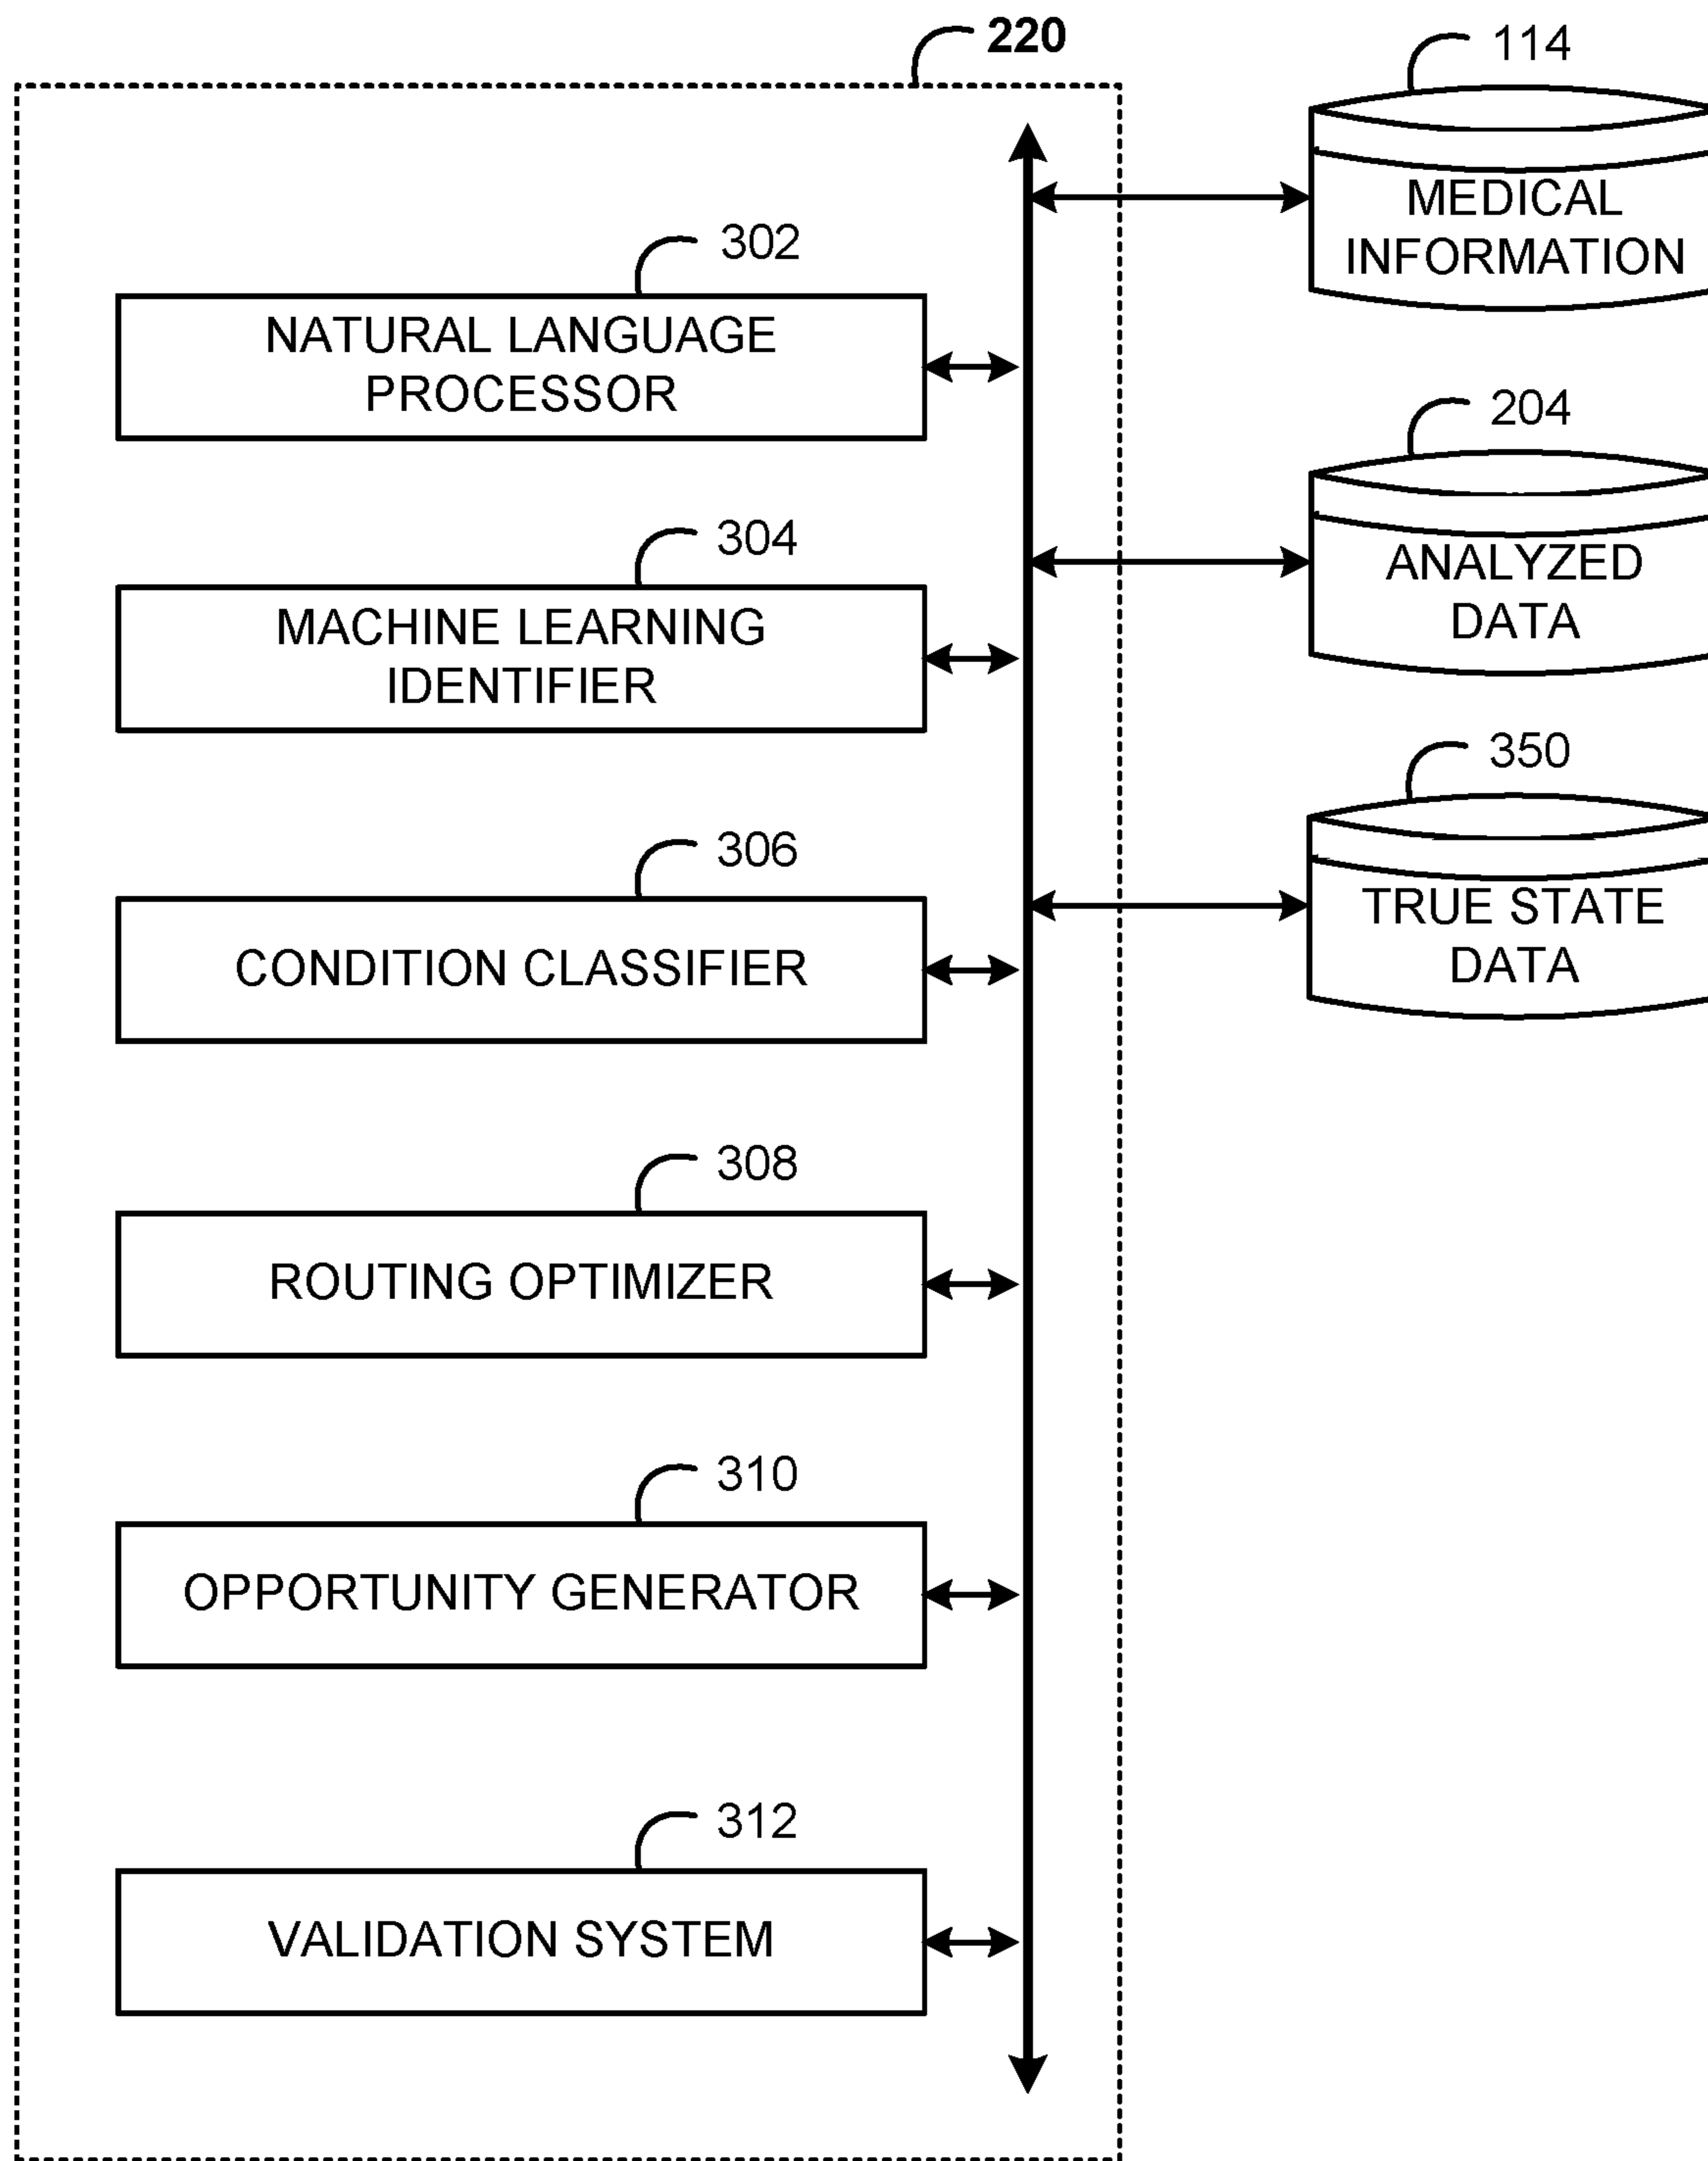 220
114
MEDICAL
INFORMATION
302
NATURAL LANGUAGE
PROCESSOR
204
ANALYZED
DATA
304
MACHINE LEARNING
IDENTIFIER
350
TRUE STATE
DATA
306
CONDITION CLASSIFIER
308
ROUTING OPTIMIZER
310
OPPORTUNITY GENERATOR
312
VALIDATION SYSTEM